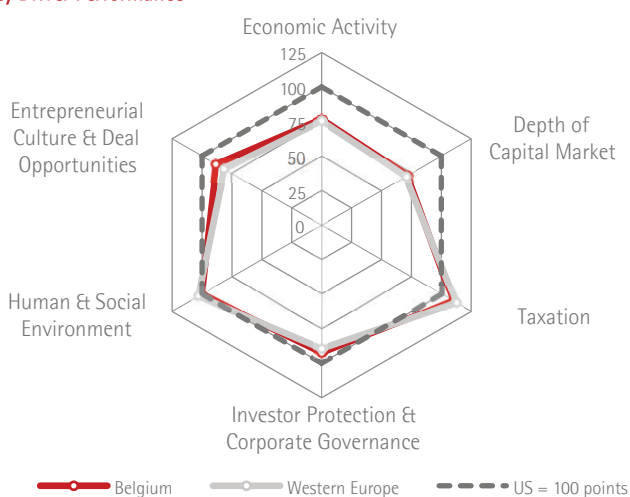 Economic Activity
125
100
75
50
25
0
Entrepreneurial
Culture & Deal
Opportunities
Depth of
Capital Market
Human & Social
Environment
Taxation
Investor Protection &
Corporate Governance
Belgium
Western Europe
US = 100 points